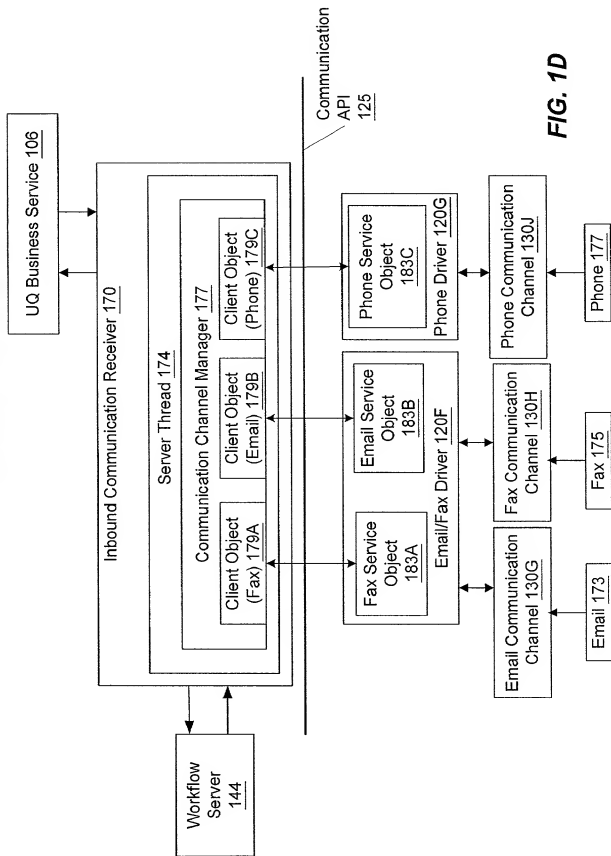 UQ Business Service 106
Inbound Communication Receiver 170
Server Thread 174
Communication Channel Manager 177
Client Object
(Fax) 179A
Client Object
(Email) 179B
Client Object
(Phone) 179C
Workflow
Server
144
Communication
API
125
Fax Service
Object
183A
Email Service
Object
183B
Email/Fax Driver 120F
Phone Service
Object
183C
Phone Driver 120G
Email Communication
Channel 130G
Fax Communication
Channel 130H
Phone Communication
Channel 130J
Email 173
Fax 175
Phone 177
FIG. 1D